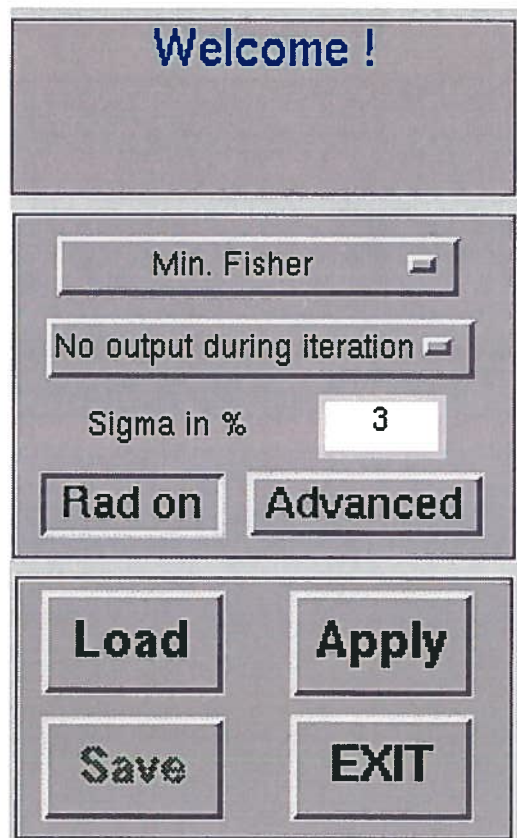 Welcome !
Min. Fisher
No output during iteration
Sigma in % 3
Rad on Advanced
Load Apply
Save EXIT